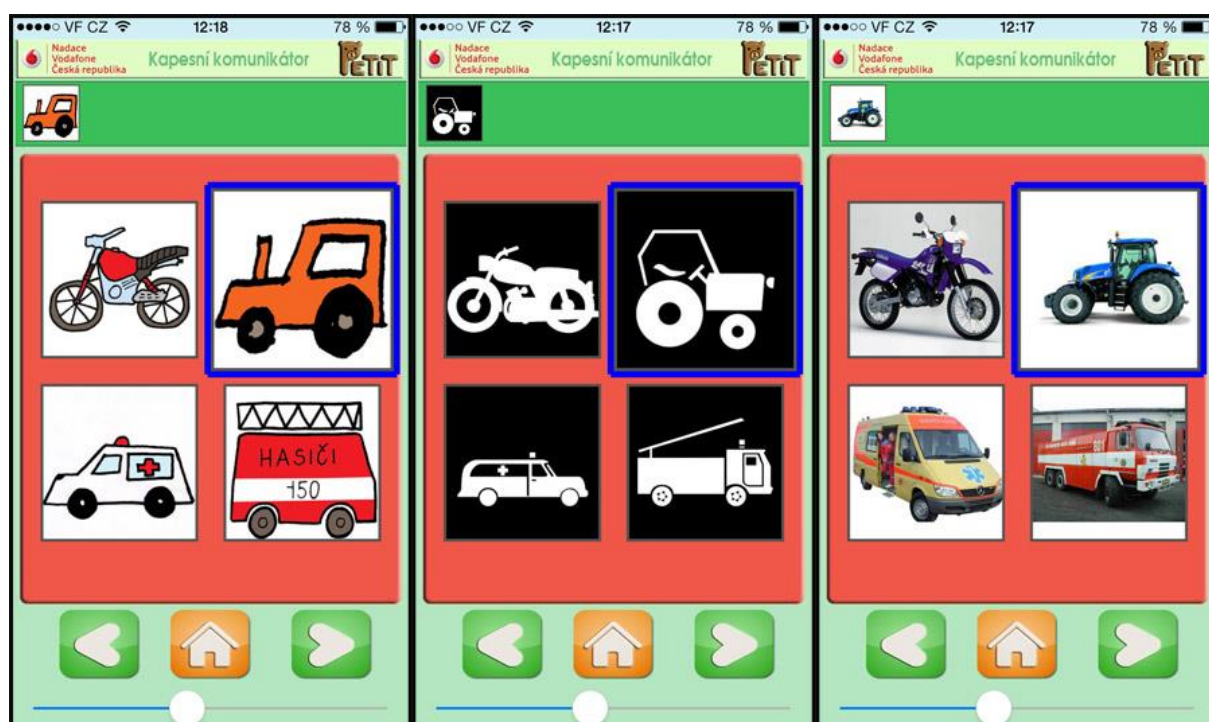 ●●●●○ VF CZ 12:18 78 %
Nadace
Vodafone
Česká republika
Kapesní komunikátor
PETIT
HASIČI
150
●●●○○ VF CZ 12:17 78 %
Nadace
Vodafone
Česká republika
Kapesní komunikátor
PETIT
●●●○○ VF CZ 12:17 78 %
Nadace
Vodafone
Česká republika
Kapesní komunikátor
PETIT
801